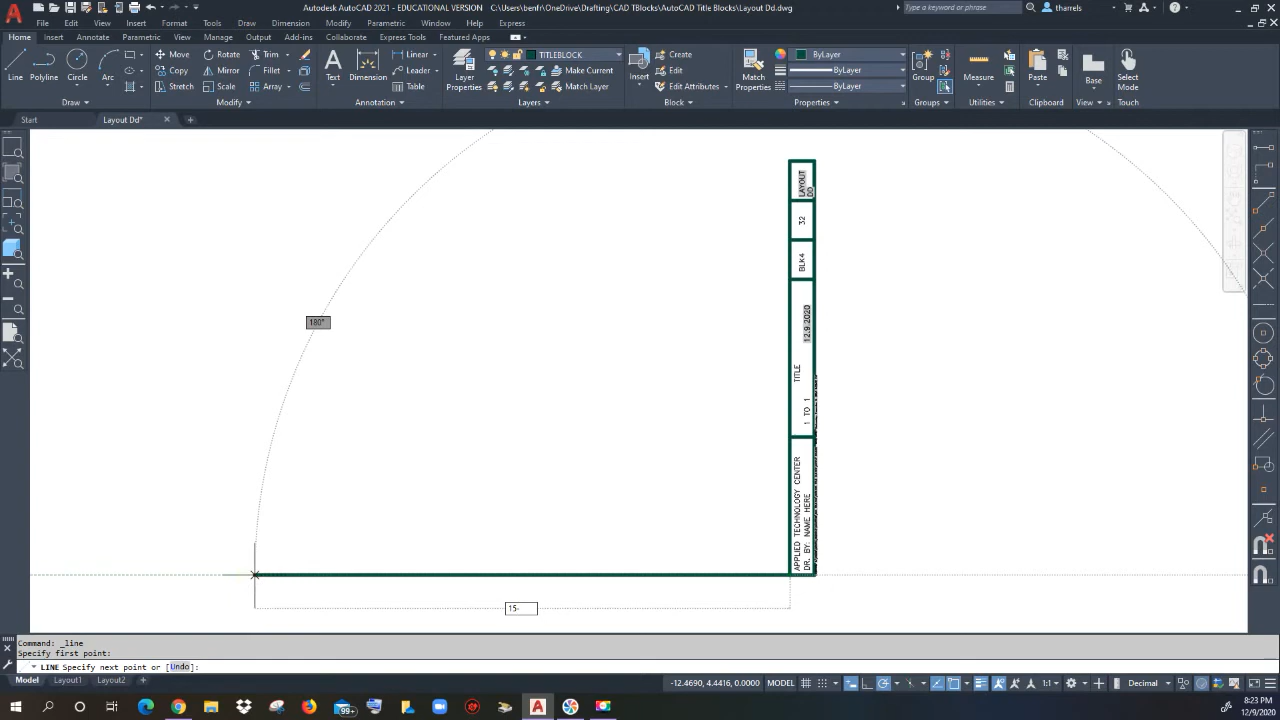 Autodesk AutoCAD 2021 - EDUCATIONAL VERSION C:\Users\benfr\OneDrive\Drafting\CAD TBlocks\AutoCAD Title Blocks\Layout Dd.dwg
Type a keyword or phrase
tharrels
File Edit View Insert Format Tools Draw Dimension Modify Parametric Window Help Express
Home Insert Annotate Parametric View Manage Output Add-ins Collaborate Express Tools Featured Apps
Line Polyline Circle Arc
Move Rotate Trim
Copy Mirror Fillet
Stretch Scale Array
Text Dimension
Linear
Leader
Table
Layer Properties
TITLEBLOCK
Make Current
Match Layer
Insert
Create
Edit
Edit Attributes
Match Properties
ByLayer
ByLayer
ByLayer
Group
Measure
Paste
Base
Select Mode
Draw Modify Annotation Layers Block Properties Groups Utilities Clipboard View Touch
Start Layout Dd*
LAYOUT DD
32
BLK4
12.9.2020
TITLE
1 TO 1
APPLIED TECHNOLOGY CENTER
DR. BY: NAME HERE
180°
15-
Command: _line
Specify first point:
LINE Specify next point or [Undo]:
Model Layout1 Layout2
-12.4690, 4.4416, 0.0000 MODEL 1:1 Decimal
99+
8:23 PM
12/9/2020